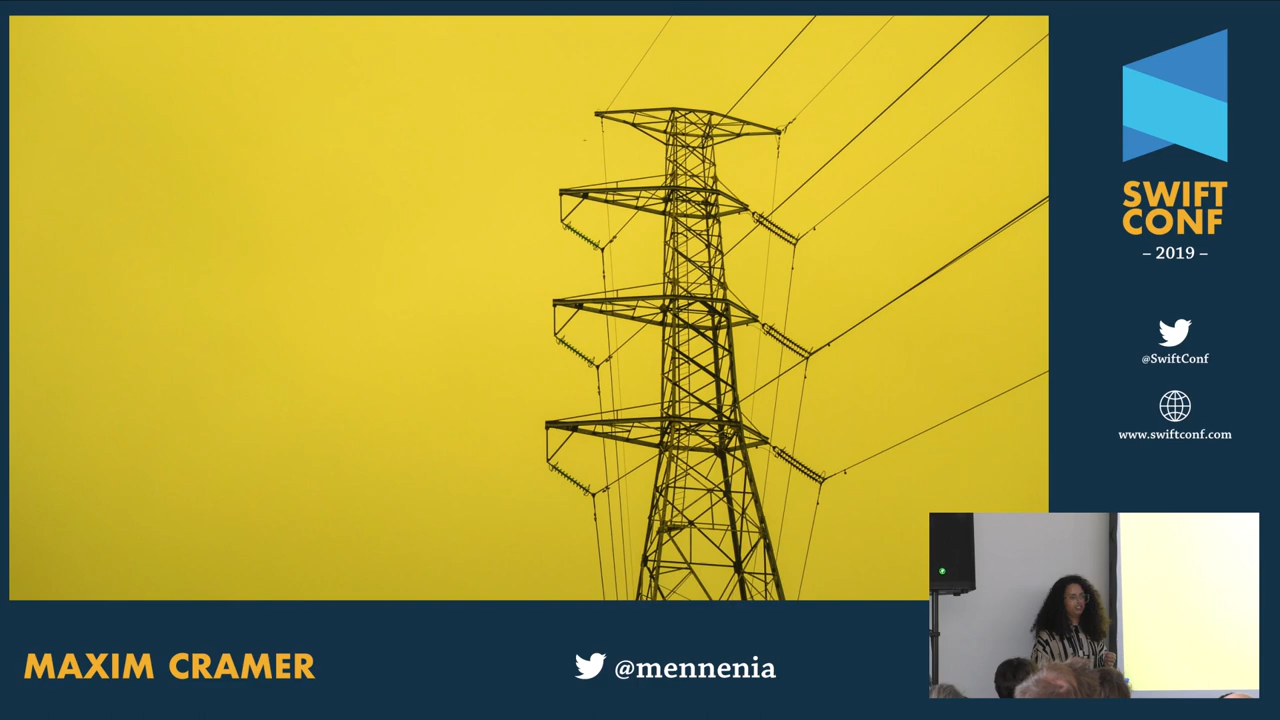 SWIFT
CONF
– 2019 –
@SwiftConf
www.swiftconf.com
MAXIM CRAMER
@mennenia